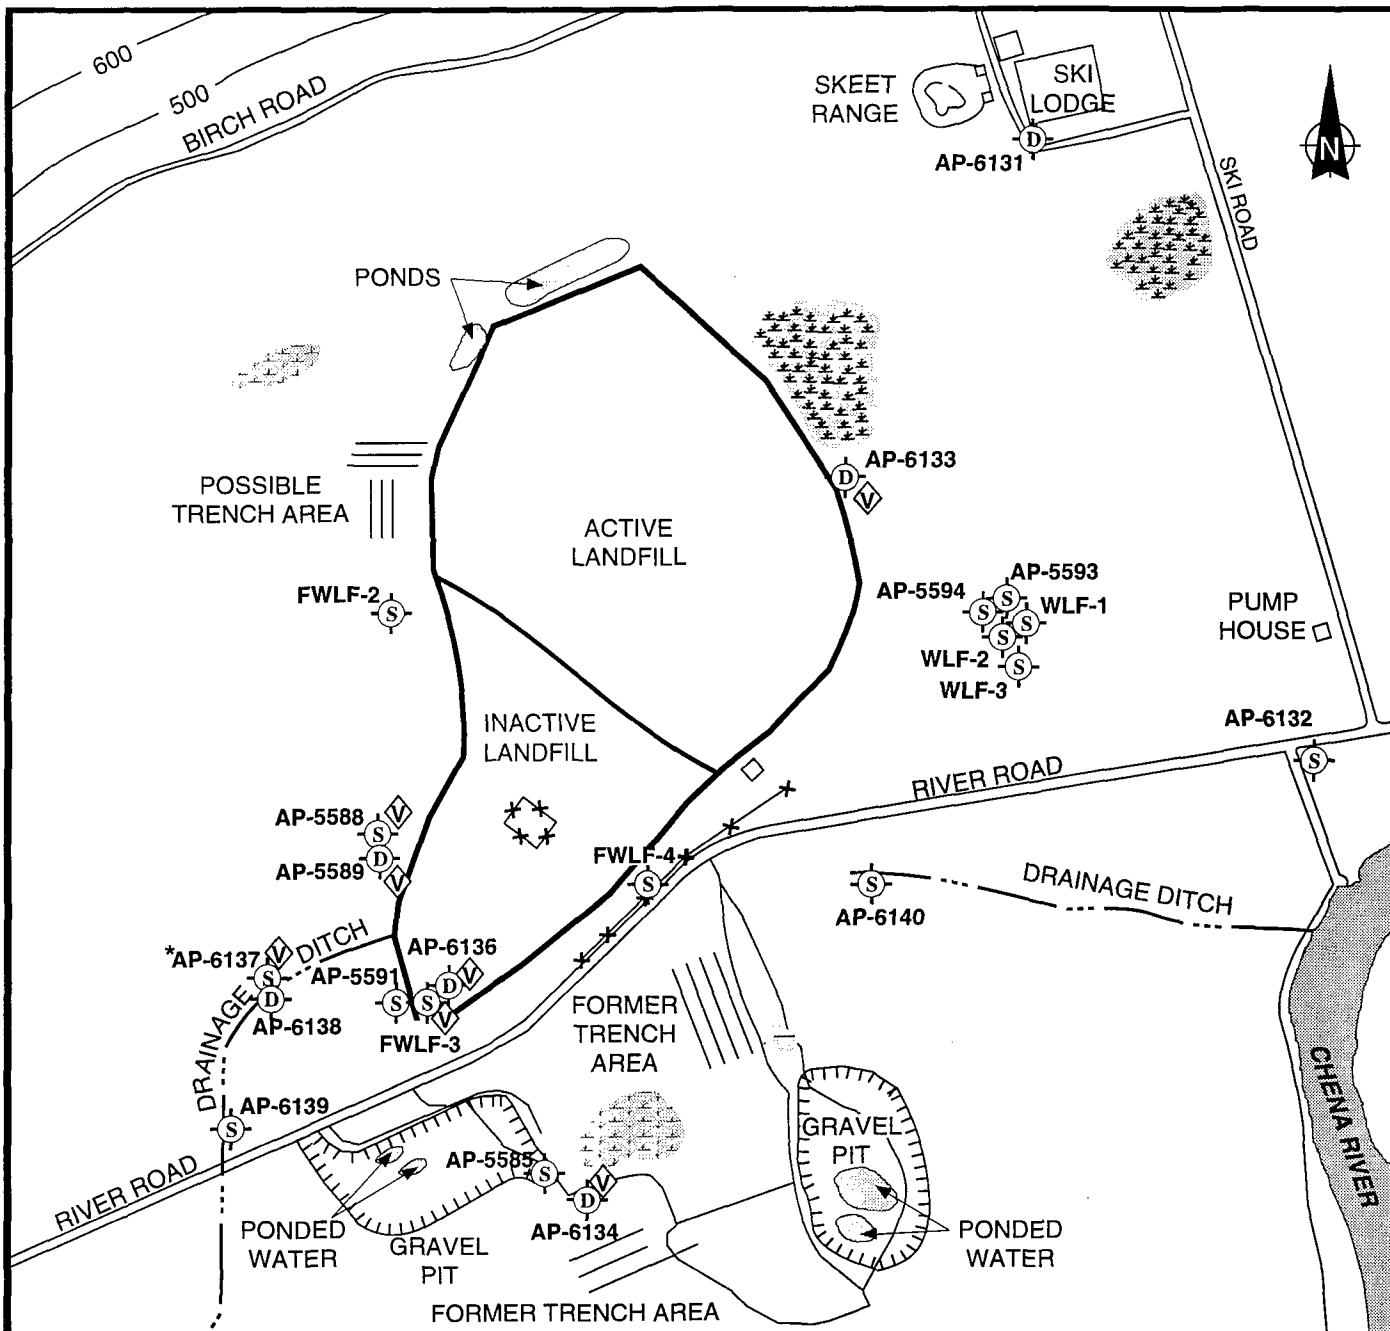 600
500
BIRCH ROAD
SKEET
RANGE
SKI
LODGE
AP-6131
N
D
SKI ROAD
PONDS
AP-6133
D
V
POSSIBLE
TRENCH AREA
ACTIVE
LANDFILL
FWLF-2
S
AP-5593
AP-5594
S
S
WLF-1
S
WLF-2
S
WLF-3
S
PUMP
HOUSE
AP-6132
S
INACTIVE
LANDFILL
RIVER ROAD
AP-5588
V
S
AP-5589
D
V
FWLF-4
S
AP-6140
S
DRAINAGE DITCH
*AP-6137
V
S
DRAINAGE DITCH
D
AP-6138
AP-5591
S
AP-6136
D
V
S
V
FWLF-3
FORMER
TRENCH
AREA
CHENA RIVER
AP-6139
S
RIVER ROAD
GRAVEL
PIT
AP-5585
S
V
D
AP-6134
PONDED
WATER
GRAVEL
PIT
PONDED
WATER
FORMER TRENCH AREA